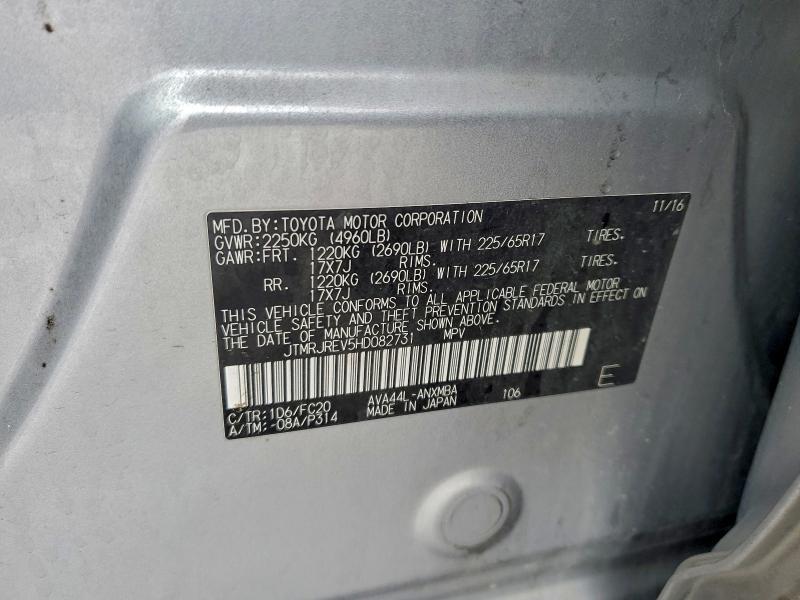 MFD.BY:TOYOTA MOTOR CORPORATION 11/16
GVWR:2250KG (4960LB)
GAWR:FRT. 1220KG (2690LB) WITH 225/65R17 TIRES.
17X7J RIMS.
RR. 1220KG (2690LB) WITH 225/65R17 TIRES.
17X7J RIMS.
THIS VEHICLE CONFORMS TO ALL APPLICABLE FEDERAL MOTOR
VEHICLE SAFETY AND THEFT PREVENTION STANDARDS IN EFFECT ON
THE DATE OF MANUFACTURE SHOWN ABOVE.
JTMRJREV5HD082731 MPV
E
C/TR:1D6/FC20 AVA44L-ANXMBA 106
A/TM:-08A/P314 MADE IN JAPAN